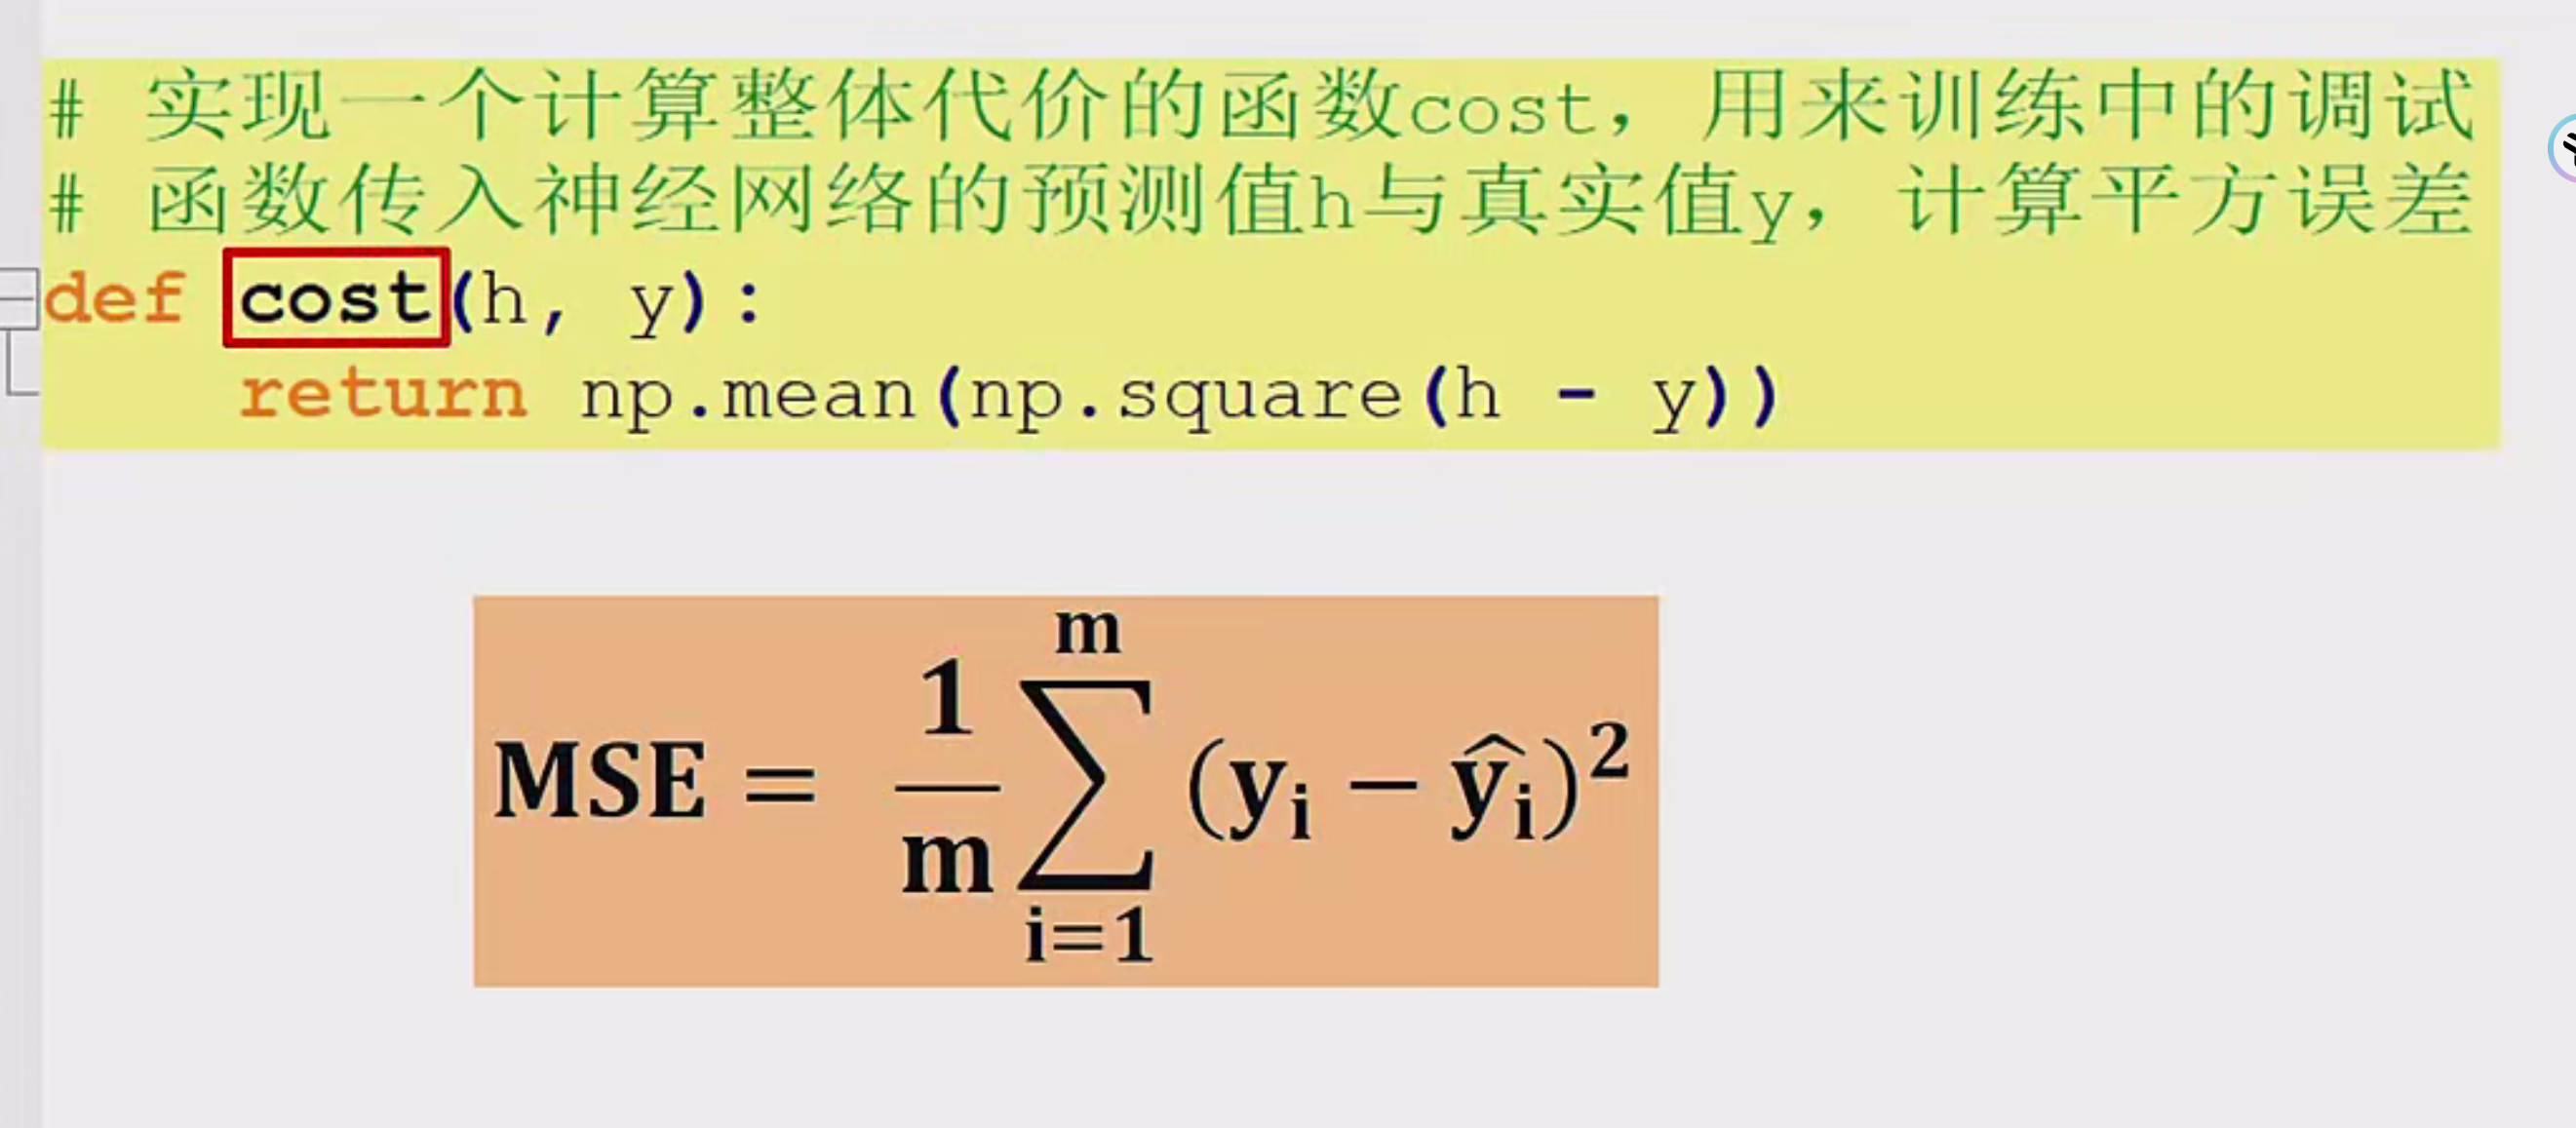 # 实现一个计算整体代价的函数cost，用来训练中的调试
# 函数传入神经网络的预测值h与真实值y，计算平方误差
def cost(h, y):
    return np.mean(np.square(h - y))
MSE = \frac{1}{m} \sum_{i=1}^{m} (y_i - \hat{y_i})^2